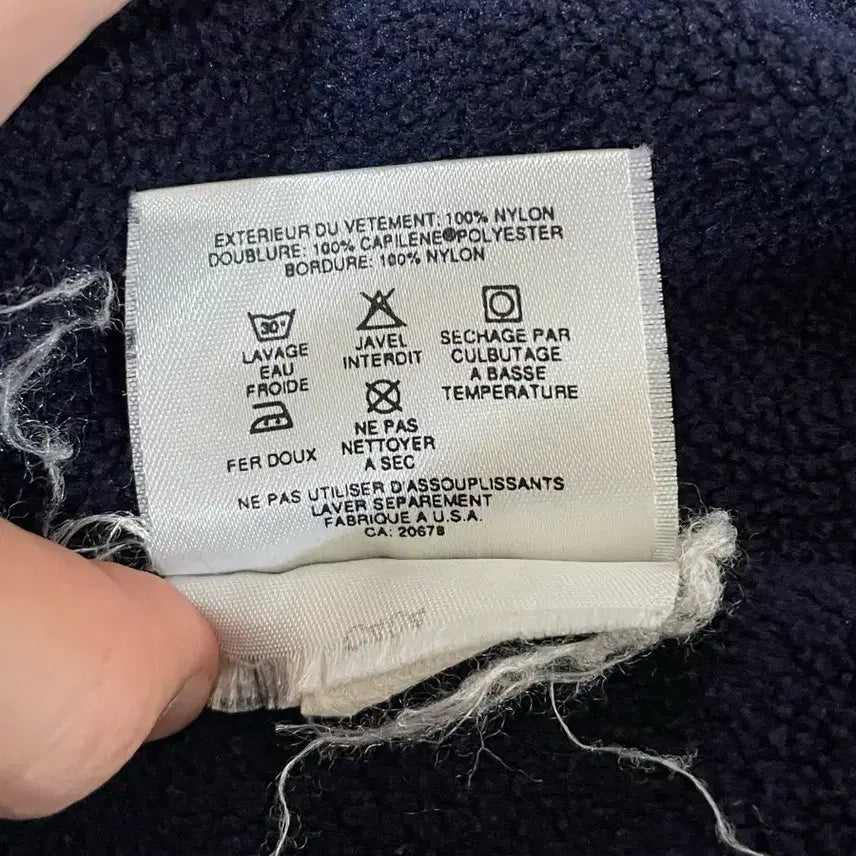 EXTERIEUR DU VETEMENT: 100% NYLON
DOUBLURE: 100% CAPILENE®POLYESTER
BORDURE: 100% NYLON
30°
LAVAGE
EAU
FROIDE
JAVEL
INTERDIT
SECHAGE PAR
CULBUTAGE
A BASSE
TEMPERATURE
FER DOUX
NE PAS
NETTOYER
A SEC
NE PAS UTILISER D'ASSOUPLISSANTS
LAVER SEPAREMENT
FABRIQUE A U.S.A.
CA: 20678